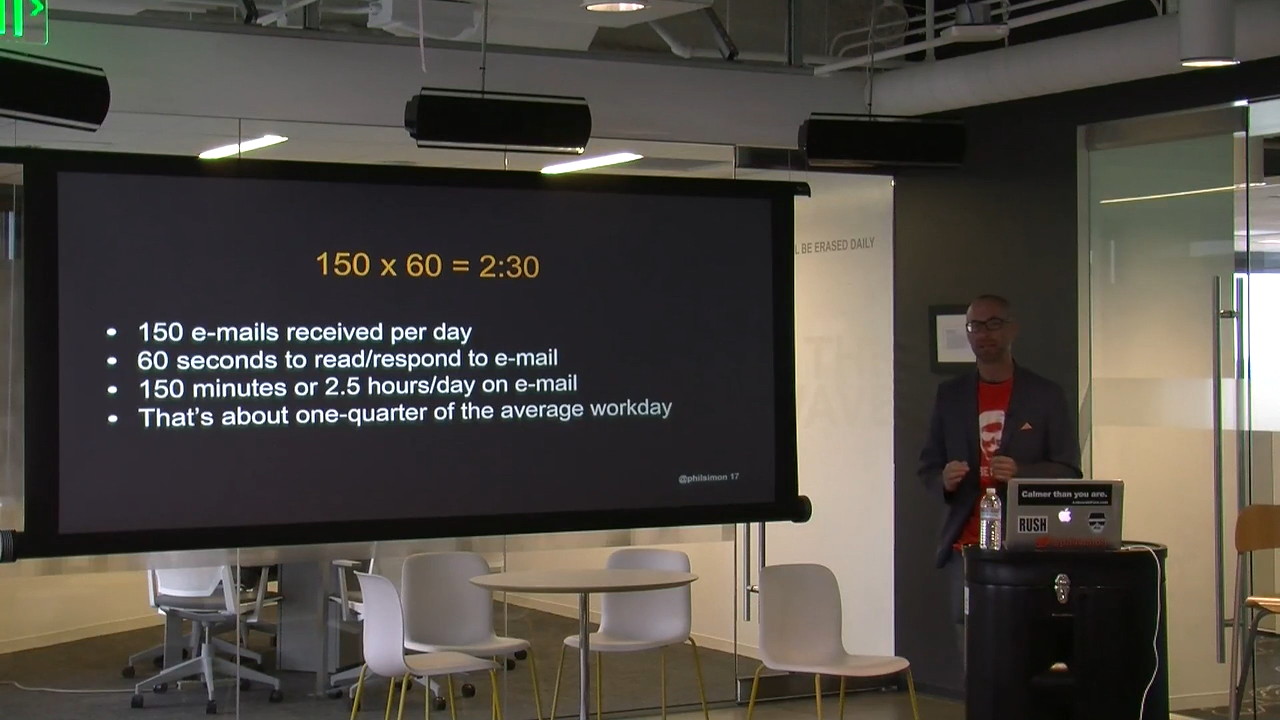 150 x 60 = 2:30
• 150 e-mails received per day
• 60 seconds to read/respond to e-mail
• 150 minutes or 2.5 hours/day on e-mail
• That's about one-quarter of the average workday
@philsimon 17
L BE ERASED DAILY
Calmer than you are.
RUSH